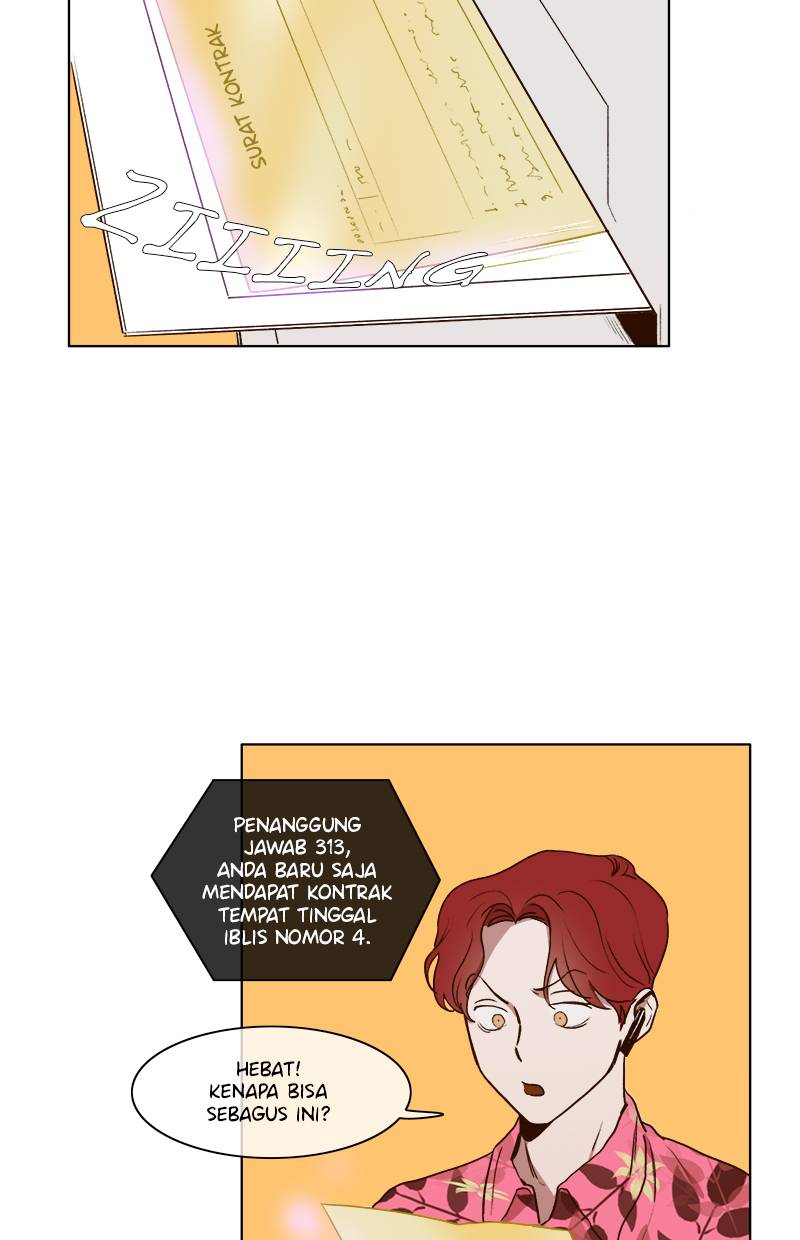 SURAT KONTRAK
ZIIIIING
PENANGGUNG
JAWAB 313,
ANDA BARU SAJA
MENDAPAT KONTRAK
TEMPAT TINGGAL
IBLIS NOMOR 4.
HEBAT!
KENAPA BISA
SEBAGUS INI?